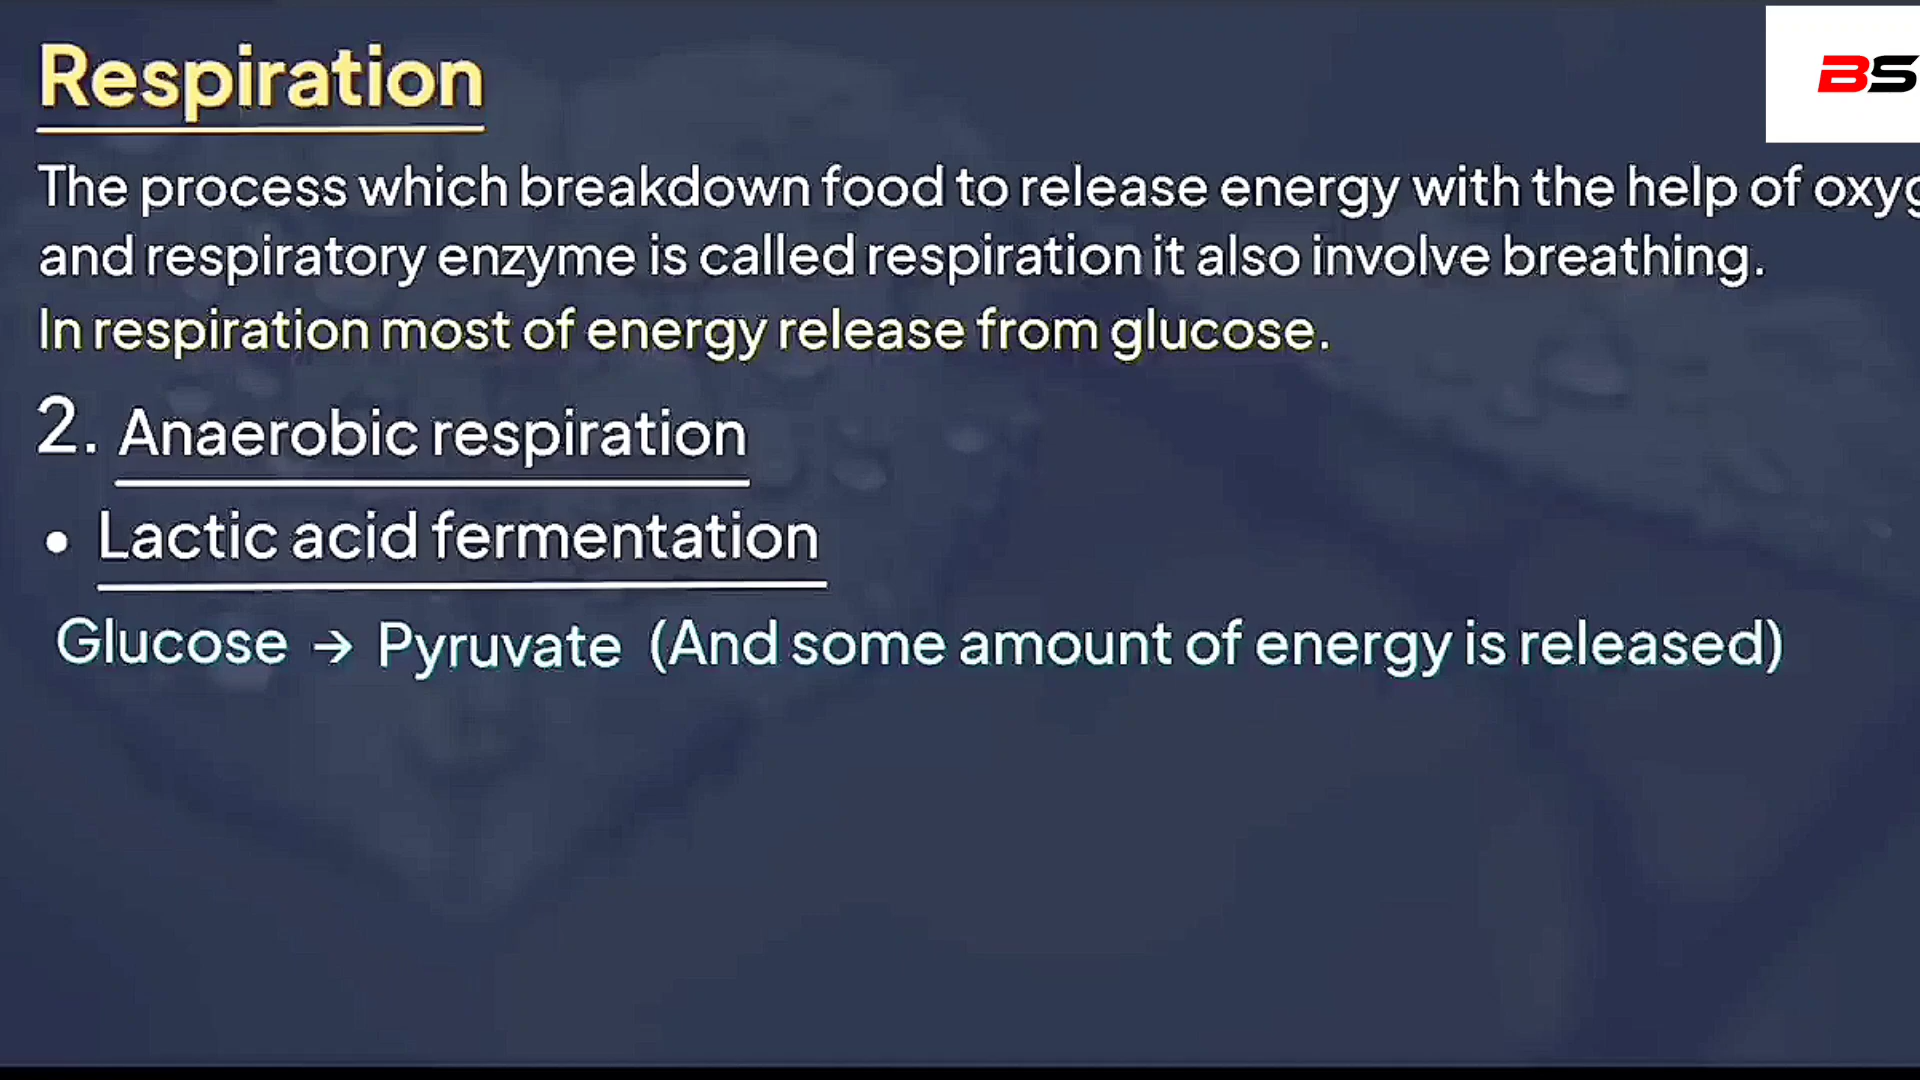 Respiration
BS
The process which breakdown food to release energy with the help of
and respiratory enzyme is called respiration it also involve breathing.
In respiration most of energy release from glucose.
2. Anaerobic respiration
• Lactic acid fermentation
Glucose → Pyruvate (And some amount of energy is released)